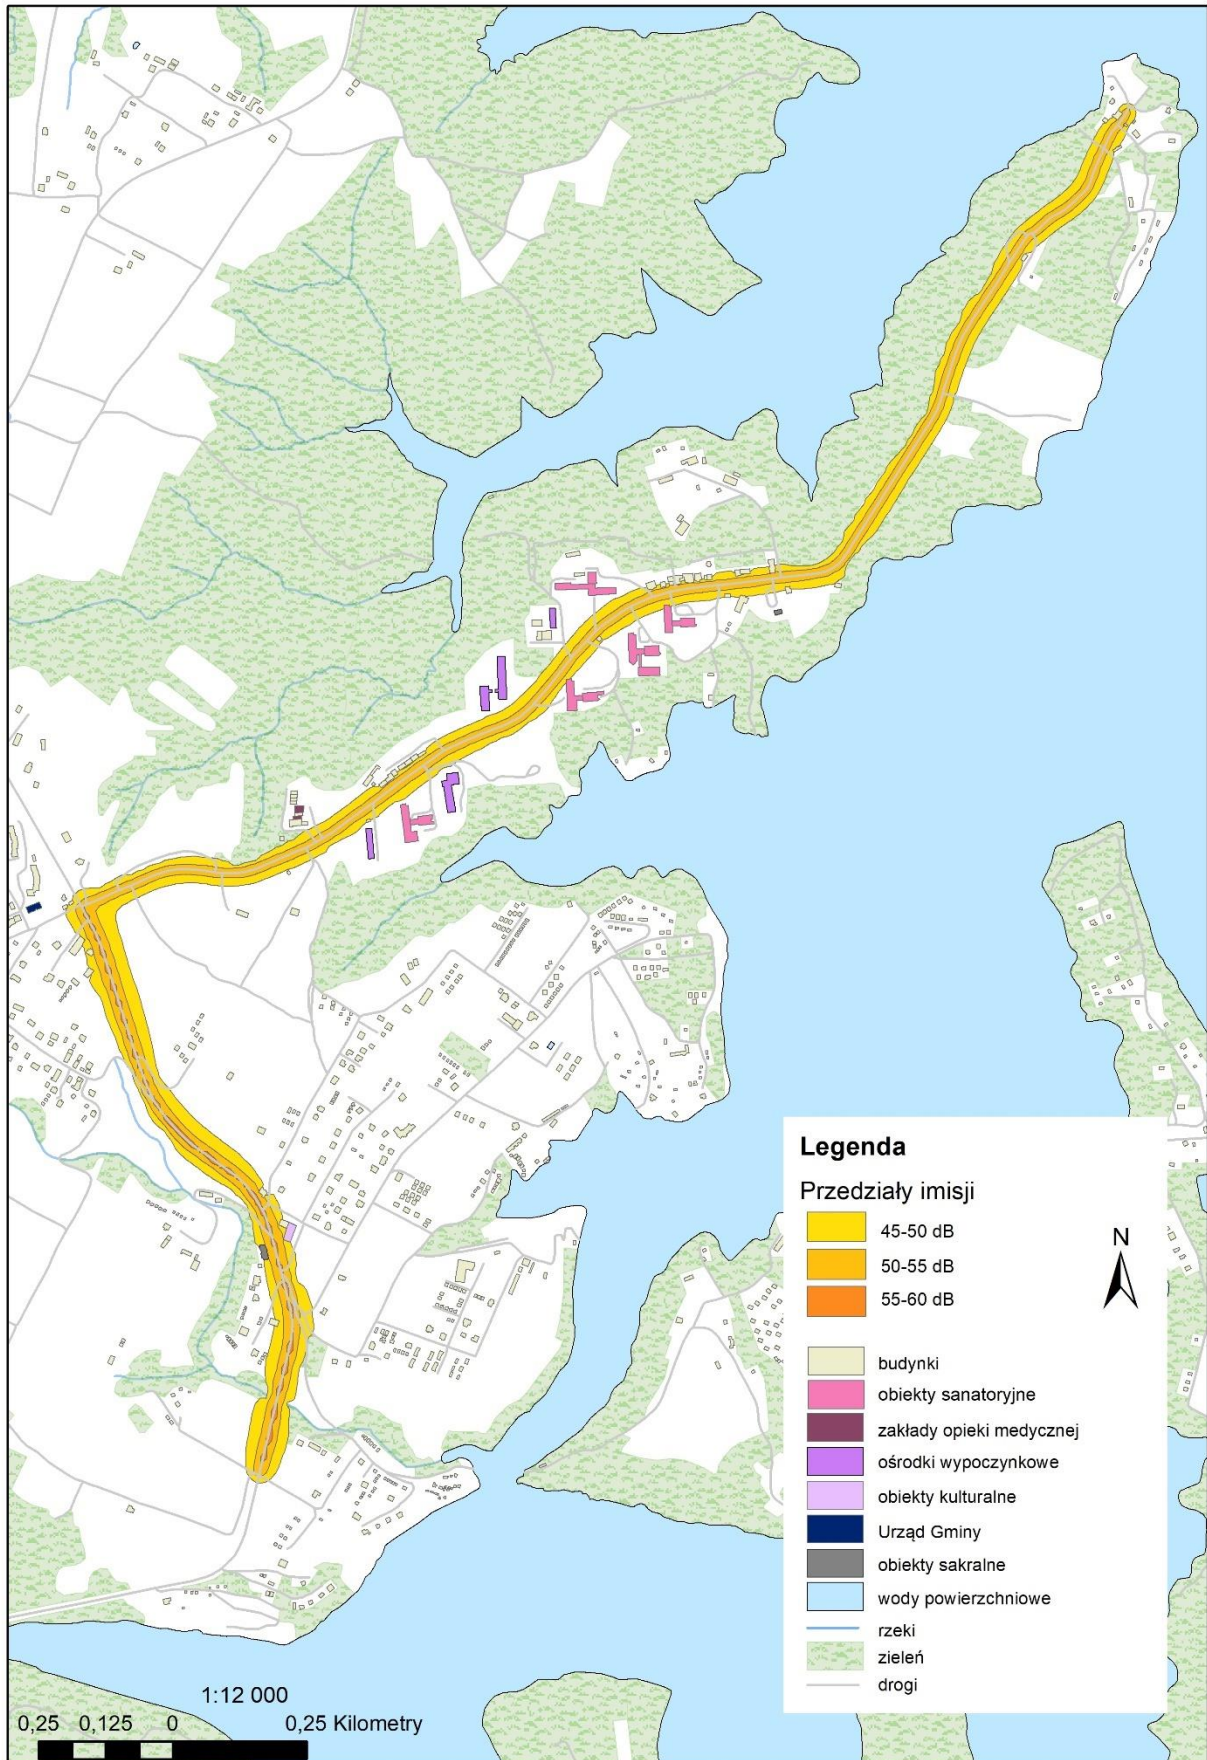 Legenda
Przedziały imisji
45-50 dB
50-55 dB
55-60 dB
N
budynki
obiekty sanatoryjne
zakłady opieki medycznej
ośrodki wypoczynkowe
obiekty kulturalne
Urząd Gminy
obiekty sakralne
wody powierzchniowe
rzeki
zieleń
drogi
1:12 000
0,25 0,125 0 0,25 Kilometry